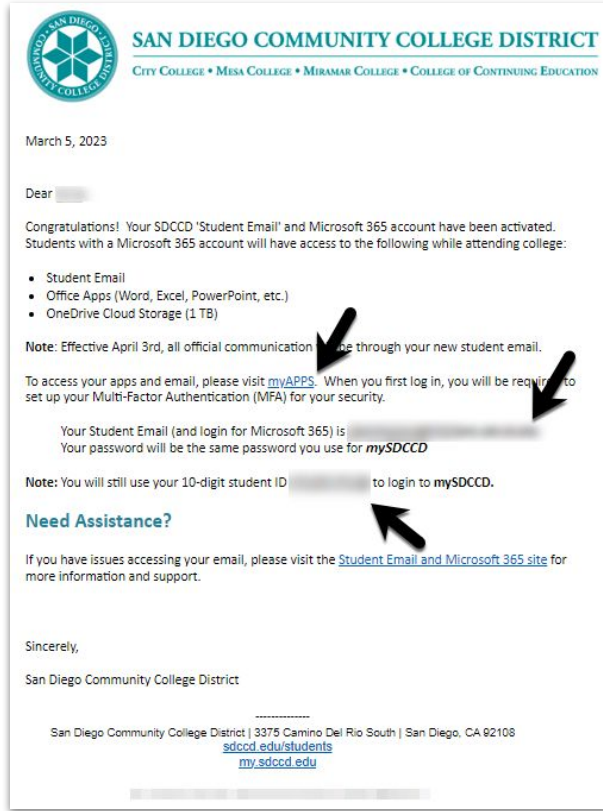 SAN DIEGO
COMMUNITY COLLEGE DISTRICT
SAN DIEGO COMMUNITY COLLEGE DISTRICT
CITY COLLEGE • MESA COLLEGE • MIRAMAR COLLEGE • COLLEGE OF CONTINUING EDUCATION
March 5, 2023
Dear
Congratulations! Your SDCCD 'Student Email' and Microsoft 365 account have been activated.
Students with a Microsoft 365 account will have access to the following while attending college:
• Student Email
• Office Apps (Word, Excel, PowerPoint, etc.)
• OneDrive Cloud Storage (1 TB)
Note: Effective April 3rd, all official communication be through your new student email.
To access your apps and email, please visit myAPPS. When you first log in, you will be required to
set up your Multi-Factor Authentication (MFA) for your security.
Your Student Email (and login for Microsoft 365) is
Your password will be the same password you use for mySDCCD
Note: You will still use your 10-digit student ID to login to mySDCCD.
Need Assistance?
If you have issues accessing your email, please visit the Student Email and Microsoft 365 site for
more information and support.
Sincerely,
San Diego Community College District
--------------
San Diego Community College District | 3375 Camino Del Rio South | San Diego, CA 92108
sdccd.edu/students
my.sdccd.edu